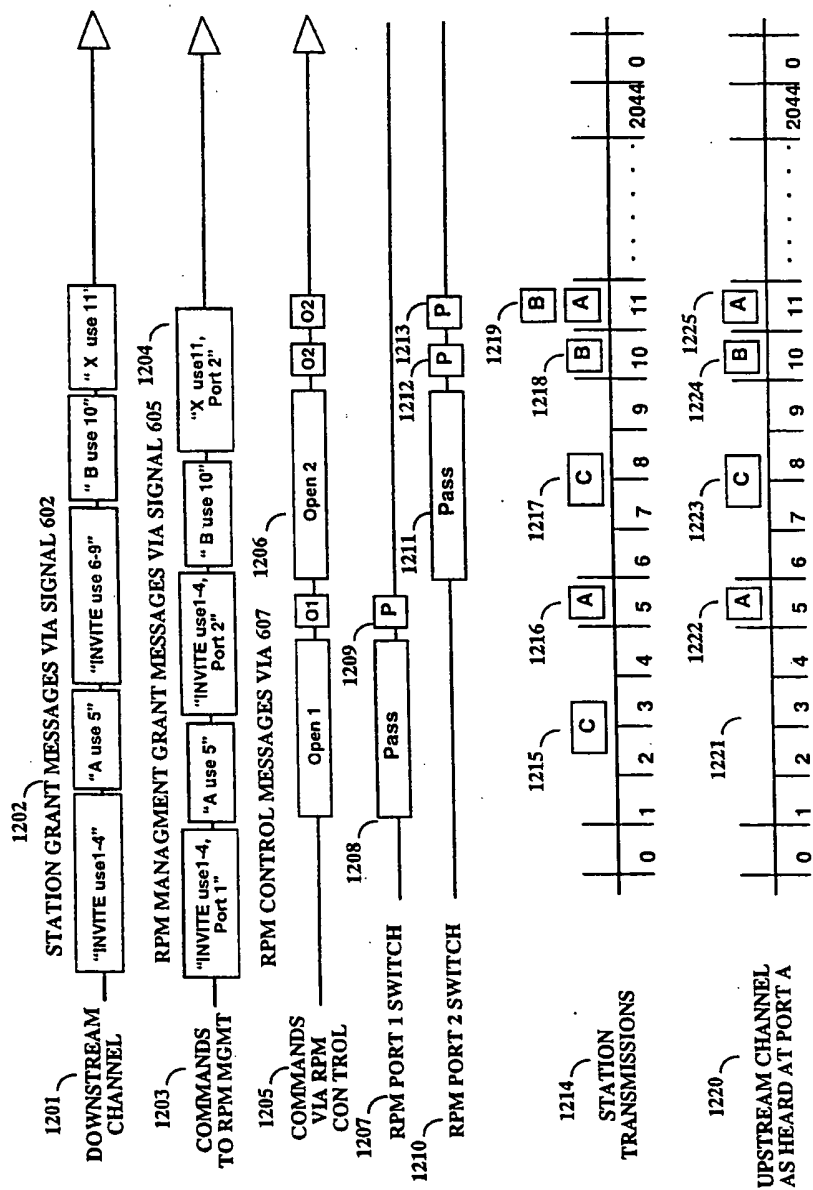 1202
STATION GRANT MESSAGES VIA SIGNAL 602
1201
DOWNSTREAM
CHANNEL
"INVITE use1-4"
"A use 5"
"INVITE use 6-9"
" B use 10"
" X use 11"
RPM MANAGMENT GRANT MESSAGES VIA SIGNAL 605
1204
1203
COMMANDS
TO RPM MGMT
"INVITE use1-4,
Port 1"
"A use 5"
"INVITE use1-4,
Port 2"
" B use 10"
"X use11,
Port 2"
RPM CONTROL MESSAGES VIA 607
1206
1205
COMMANDS
VIA RPM
CON TROL
Open 1
O1
Open 2
O2
O2
1207
RPM PORT 1 SWITCH
1208
Pass
1209
P
1210
RPM PORT 2 SWITCH
1211
Pass
1212
P
1213
P
1214
STATION
TRANSMISSIONS
1215
C
1216
A
1217
C
1218
B
1219
B
A
0 1 2 3 4 5 6 7 8 9 10 11 . . . . . . 2044 0
1220
UPSTREAM CHANNEL
AS HEARD AT PORT A
1221
1222
A
1223
C
1224
B
1225
A
0 1 2 3 4 5 6 7 8 9 10 11 . . . . . . 2044 0